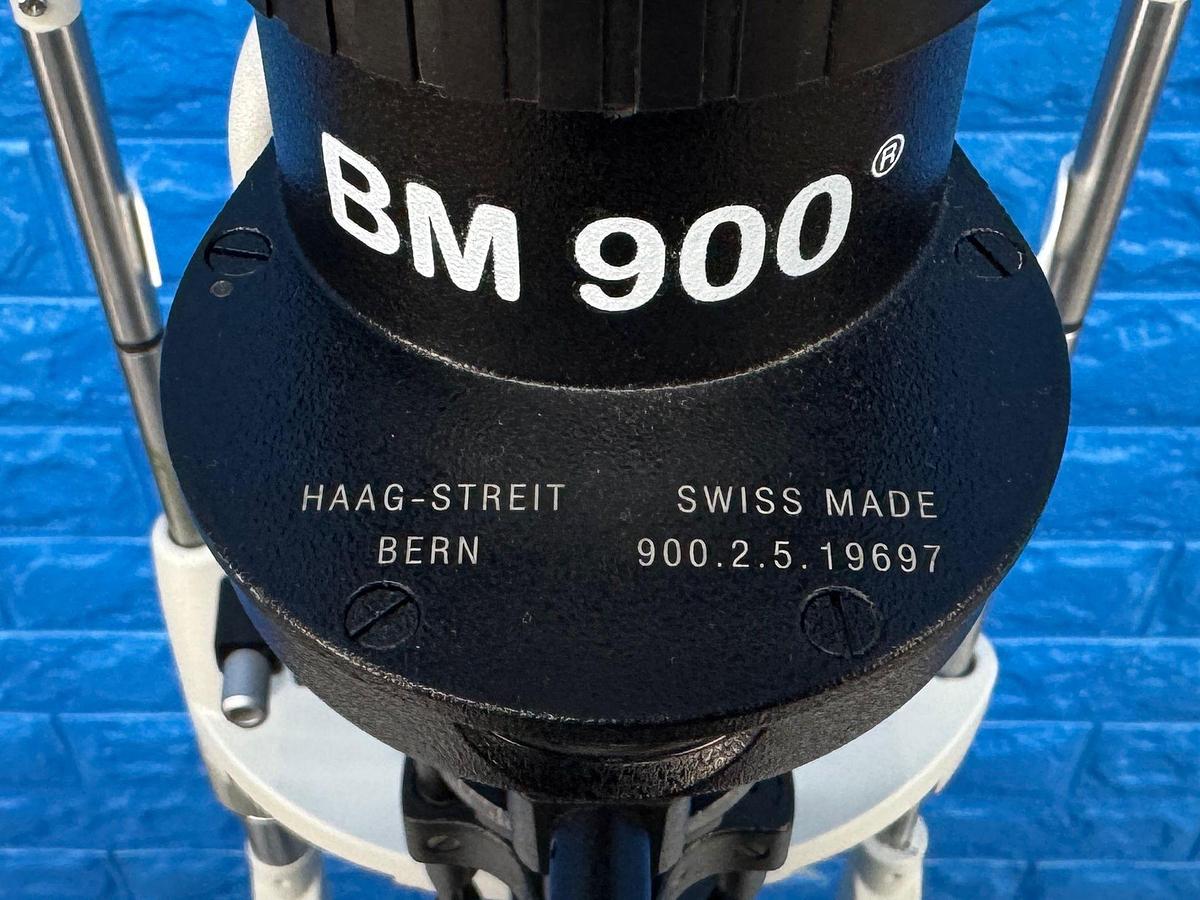 BM 900®
HAAG-STREIT SWISS MADE
BERN 900.2.5.19697